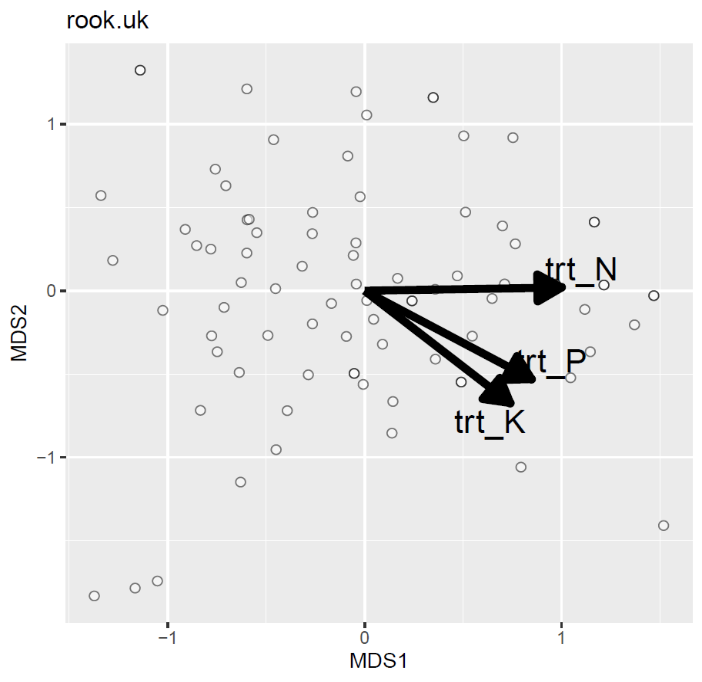 rook.uk
1
trt_N
0
MDS2
trt_P
trt_K
−1
−1
0
1
MDS1